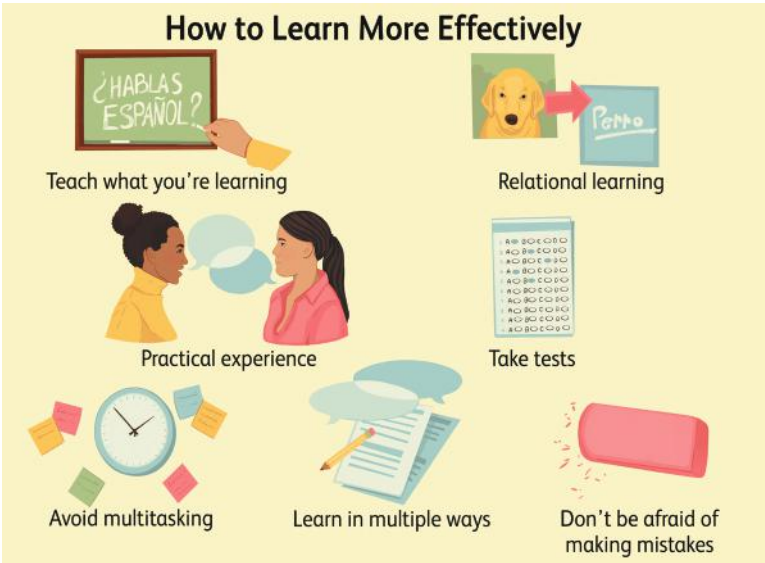 How to Learn More Effectively
¿HABLAS
ESPAÑOL?
Teach what you're learning
Perro
Relational learning
Practical experience
Take tests
Avoid multitasking
Learn in multiple ways
Don't be afraid of
making mistakes